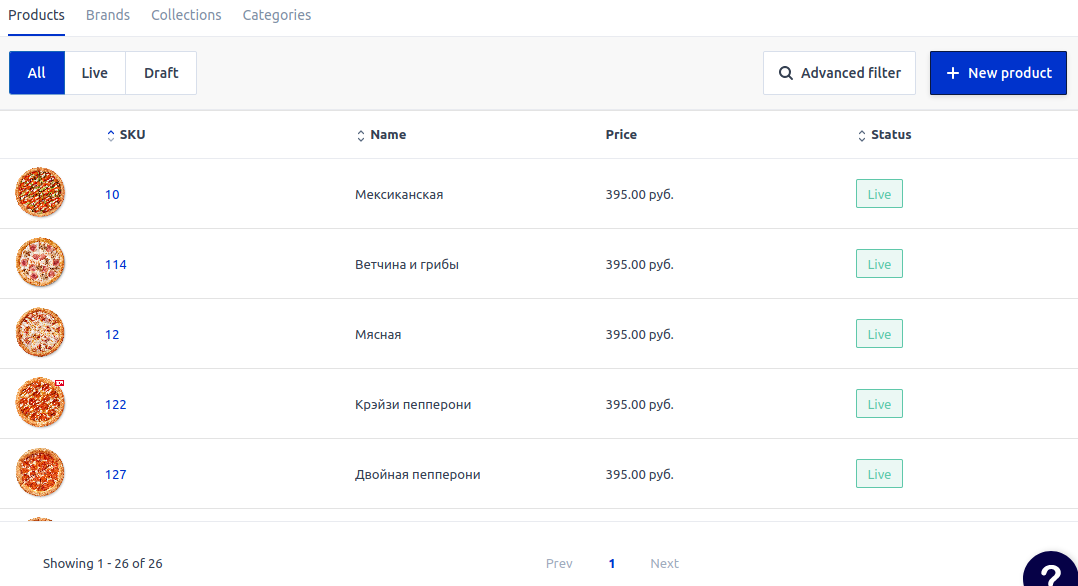 Products Brands Collections Categories
All Live Draft Advanced filter + New product
SKU Name Price Status
10 Мексиканская 395.00 руб. Live
114 Ветчина и грибы 395.00 руб. Live
12 Мясная 395.00 руб. Live
122 Крэйзи пепперони 395.00 руб. Live
127 Двойная пепперони 395.00 руб. Live
Showing 1 - 26 of 26 Prev 1 Next ?